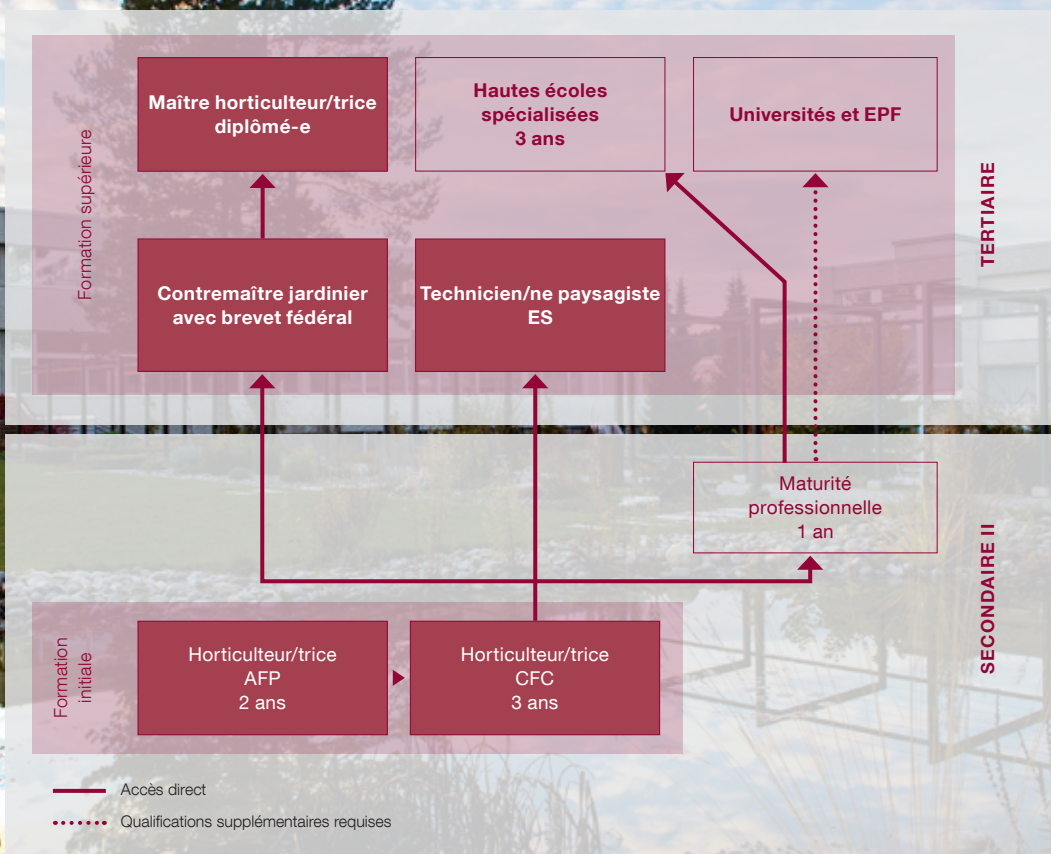 Formation supérieure
Maître horticulteur/trice
diplômé-e
Hautes écoles
spécialisées
3 ans
Universités et EPF
TERTIAIRE
Contremaître jardinier
avec brevet fédéral
Technicien/ne paysagiste
ES
Maturité
professionnelle
1 an
SECONDAIRE II
Formation
initiale
Horticulteur/trice
AFP
2 ans
Horticulteur/trice
CFC
3 ans
Accès direct
Qualifications supplémentaires requises